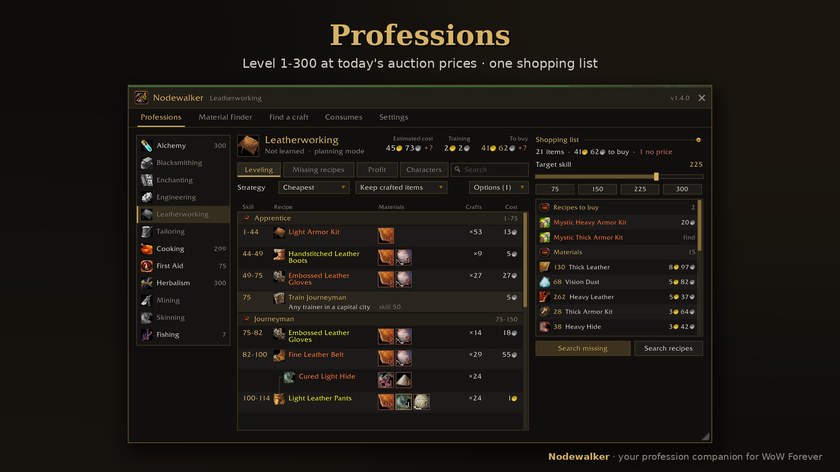 Professions
Level 1-300 at today's auction prices · one shopping list
Nodewalker Leatherworking v1.4.0
Professions Material Finder Find a craft Consumes Settings
Alchemy 300
Blacksmithing
Enchanting
Engineering
Leatherworking
Tailoring
Cooking 299
First Aid 75
Herbalism 300
Mining
Skinning
Fishing 7
Leatherworking
Not learned · planning mode
Estimated cost Training To buy
45 73 +? 2 2 41 62 +?
Leveling Missing recipes Profit Characters Search
Strategy Cheapest Keep crafted items Options (1)
Skill Recipe Materials Crafts Cost
Apprentice 1-75
1-44 Light Armor Kit ×53 13
44-49 Handstitched Leather Boots ×9 5
49-75 Embossed Leather Gloves ×27 27
75 Train Journeyman 5
Any trainer in a capital city · skill 50
Journeyman 75-150
75-82 Embossed Leather Gloves ×14 18
82-100 Fine Leather Belt ×29 55
Cured Light Hide ×24
100-114 Light Leather Pants ×24 1
Shopping list
21 items · 41 62 to buy · 1 no price
Target skill 225
75 150 225 300
Recipes to buy 2
Mystic Heavy Armor Kit 20
Mystic Thick Armor Kit find
Materials 15
130 Thick Leather 8 97
68 Vision Dust 5 82
262 Heavy Leather 5 37
28 Thick Armor Kit 3 64
38 Heavy Hide 3 42
Search missing Search recipes
Nodewalker · your profession companion for WoW Forever